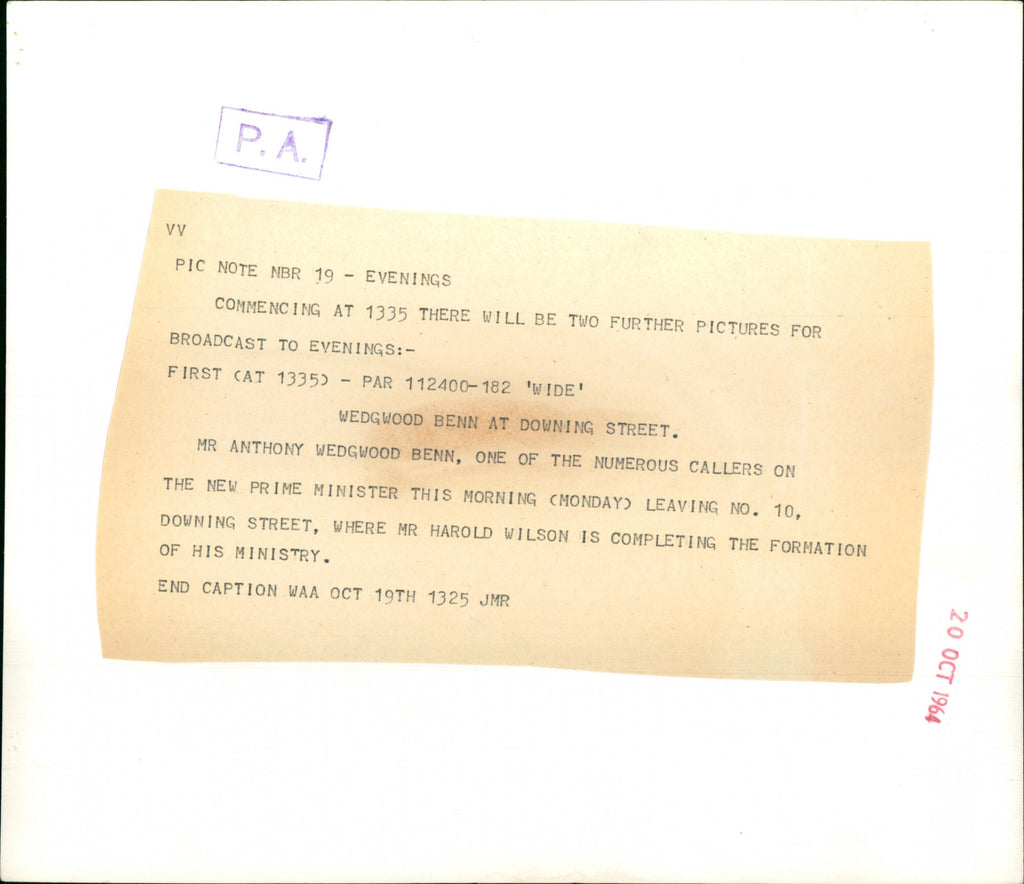 P.A.
VV
PIC NOTE NBR 19 - EVENINGS
COMMENCING AT 1335 THERE WILL BE TWO FURTHER PICTURES FOR
BROADCAST TO EVENINGS:-
FIRST (AT 1335) - PAR 112400-182 'WIDE'
WEDGWOOD BENN AT DOWNING STREET.
MR ANTHONY WEDGWOOD BENN, ONE OF THE NUMEROUS CALLERS ON
THE NEW PRIME MINISTER THIS MORNING (MONDAY) LEAVING NO. 10,
DOWNING STREET, WHERE MR HAROLD WILSON IS COMPLETING THE FORMATION
OF HIS MINISTRY.
END CAPTION WAA OCT 19TH 1325 JMR
20 OCT 1964